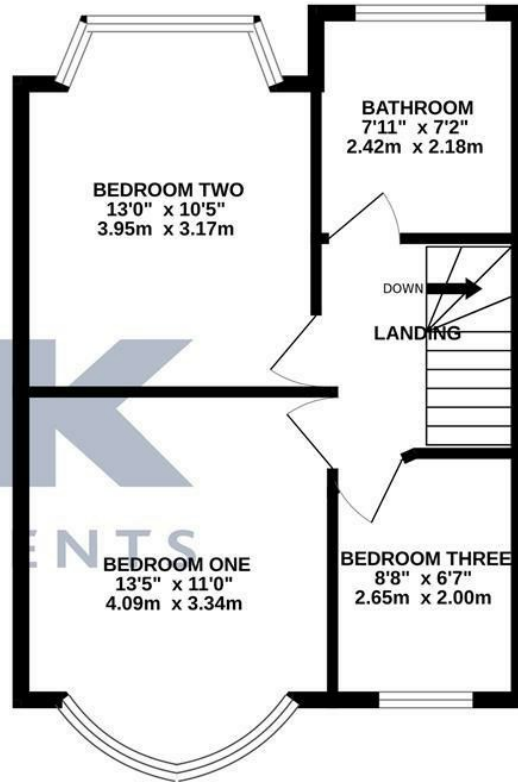 BATHROOM
7'11" x 7'2"
2.42m x 2.18m
BEDROOM TWO
13'0" x 10'5"
3.95m x 3.17m
DOWN
LANDING
K
ENTS
BEDROOM ONE
13'5" x 11'0"
4.09m x 3.34m
BEDROOM THREE
8'8" x 6'7"
2.65m x 2.00m